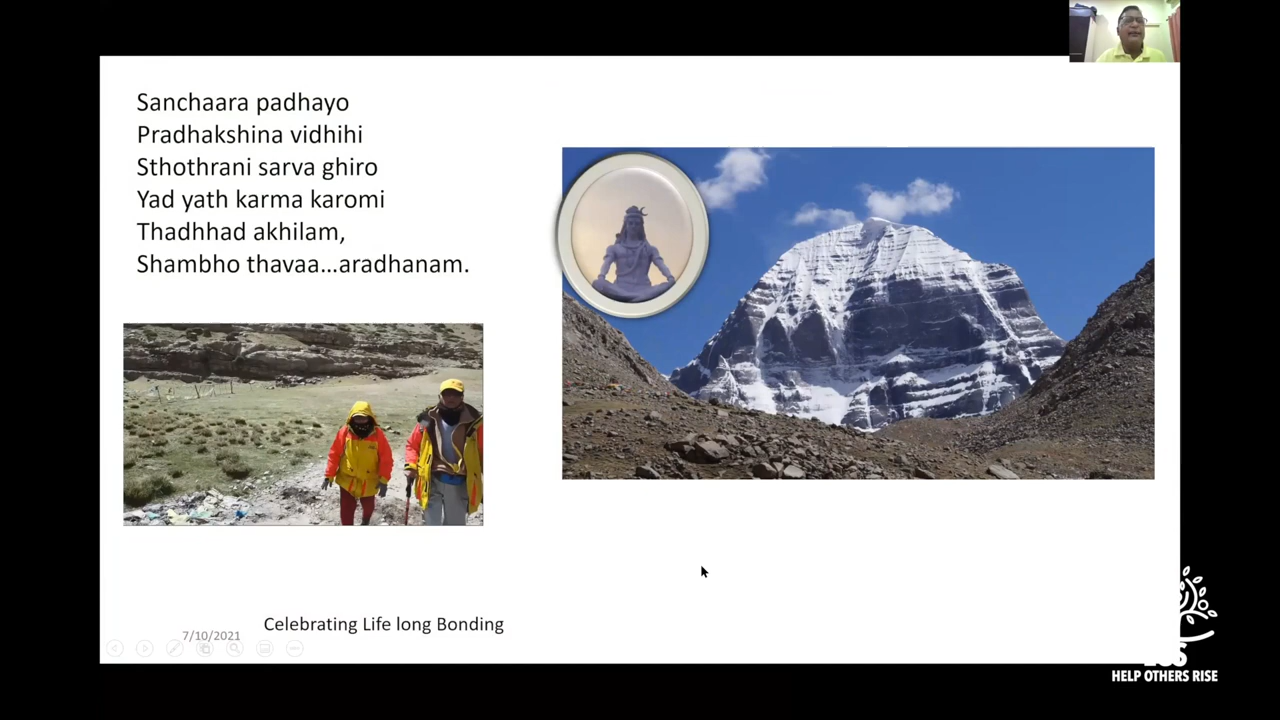 Sanchaara padhayo
Pradhakshina vidhihi
Sthothrani sarva ghiro
Yad yath karma karomi
Thadhhad akhilam,
Shambho thavaa...aradhanam.
7/10/2021
Celebrating Life long Bonding
HELP OTHERS RISE